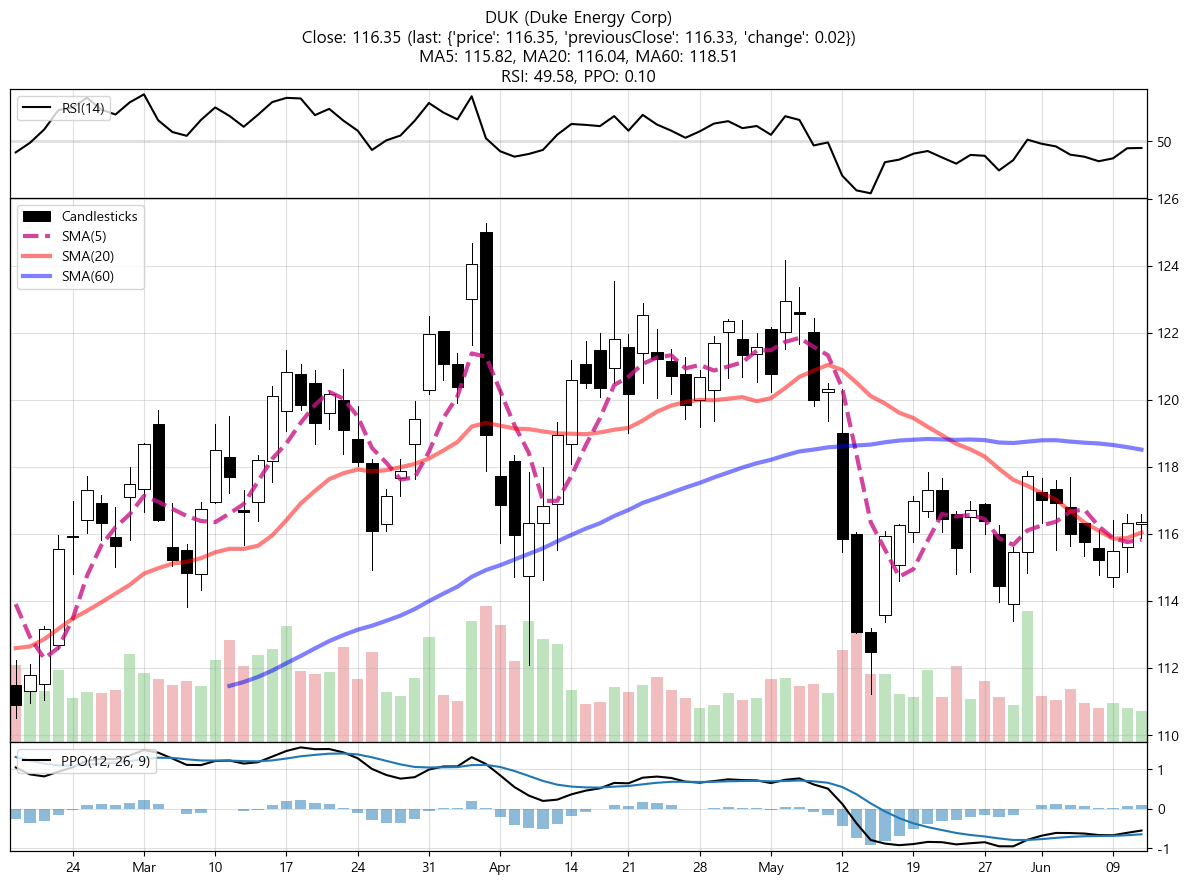 DUK (Duke Energy Corp)
Close: 116.35 (last: {'price': 116.35, 'previousClose': 116.33, 'change': 0.02})
MA5: 115.82, MA20: 116.04, MA60: 118.51
RSI: 49.58, PPO: 0.10
RSI(14)
50
126
Candlesticks
SMA(5)
SMA(20)
SMA(60)
124
122
120
118
116
114
112
110
PPO(12, 26, 9)
1
0
-1
24 Mar 10 17 24 31 Apr 14 21 28 May 12 19 27 Jun 09